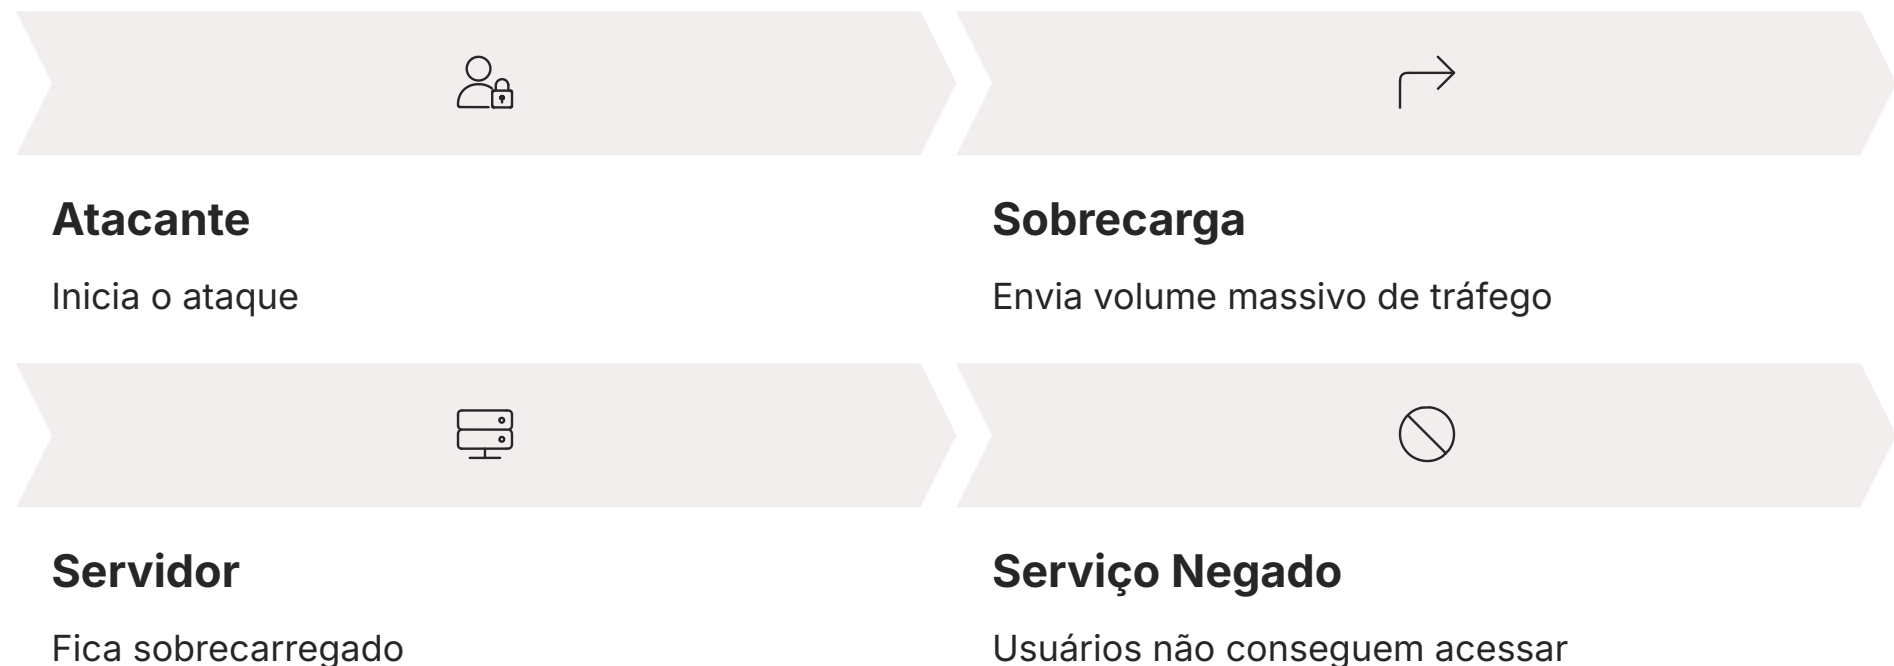 Atacante
Inicia o ataque
Sobrecarga
Envia volume massivo de tráfego
Servidor
Fica sobrecarregado
Serviço Negado
Usuários não conseguem acessar